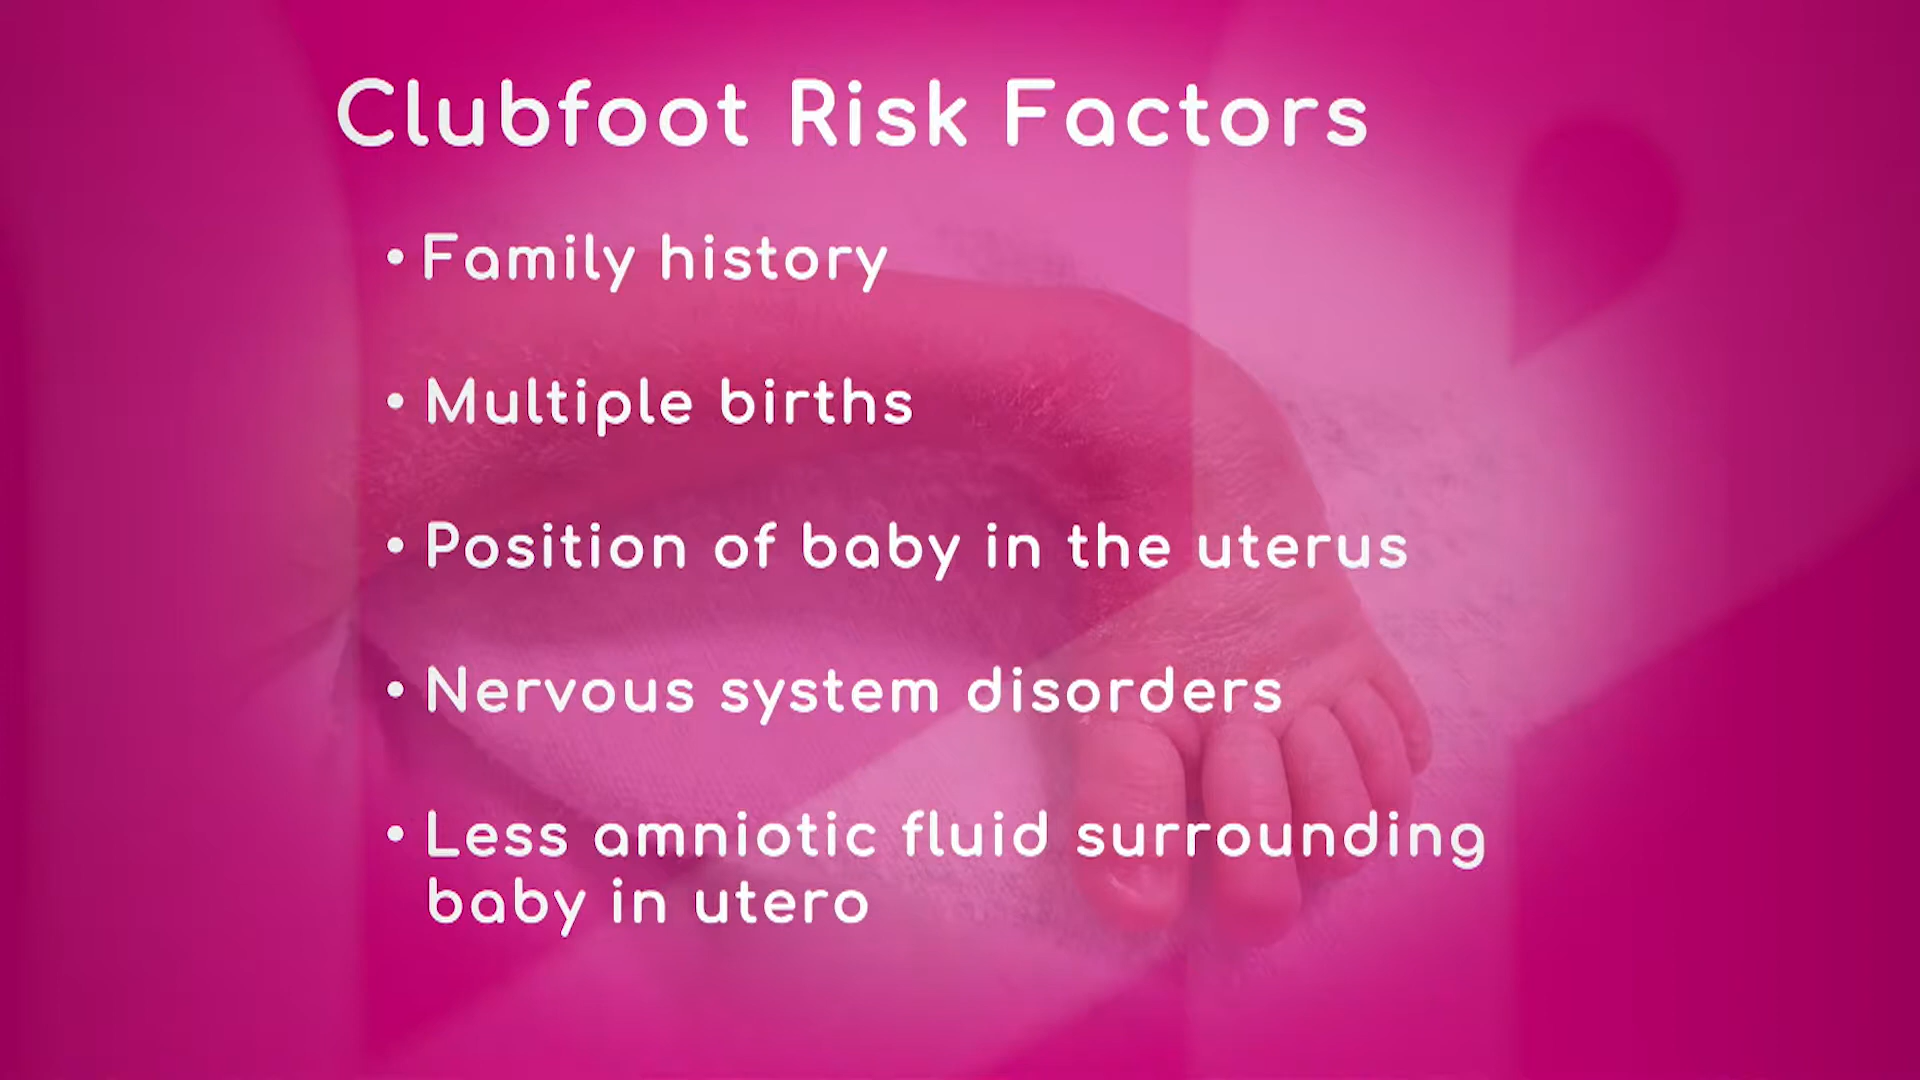 Clubfoot Risk Factors
• Family history
• Multiple births
• Position of baby in the uterus
• Nervous system disorders
• Less amniotic fluid surrounding
baby in utero